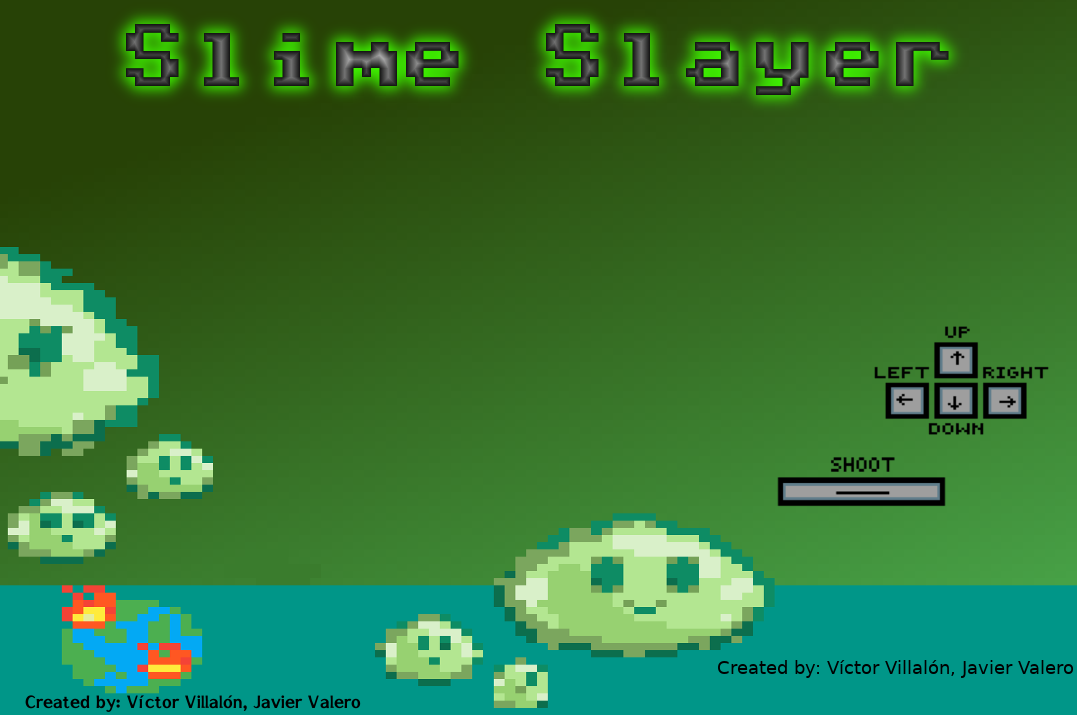 Slime Slayer
UP
LEFT RIGHT
DOWN
SHOOT
Created by: Víctor Villalón, Javier Valero
Created by: Víctor Villalón, Javier Valero